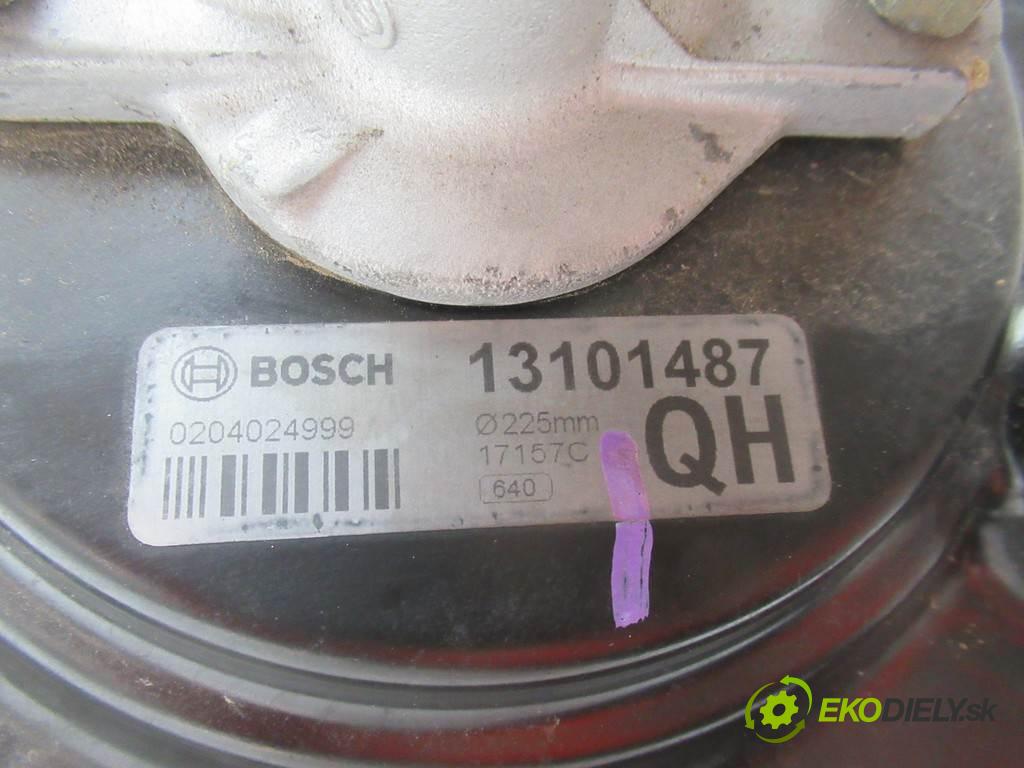 BOSCH 13101487
0204024999 Ø225mm
17157C QH
640
EKODIELY.sk